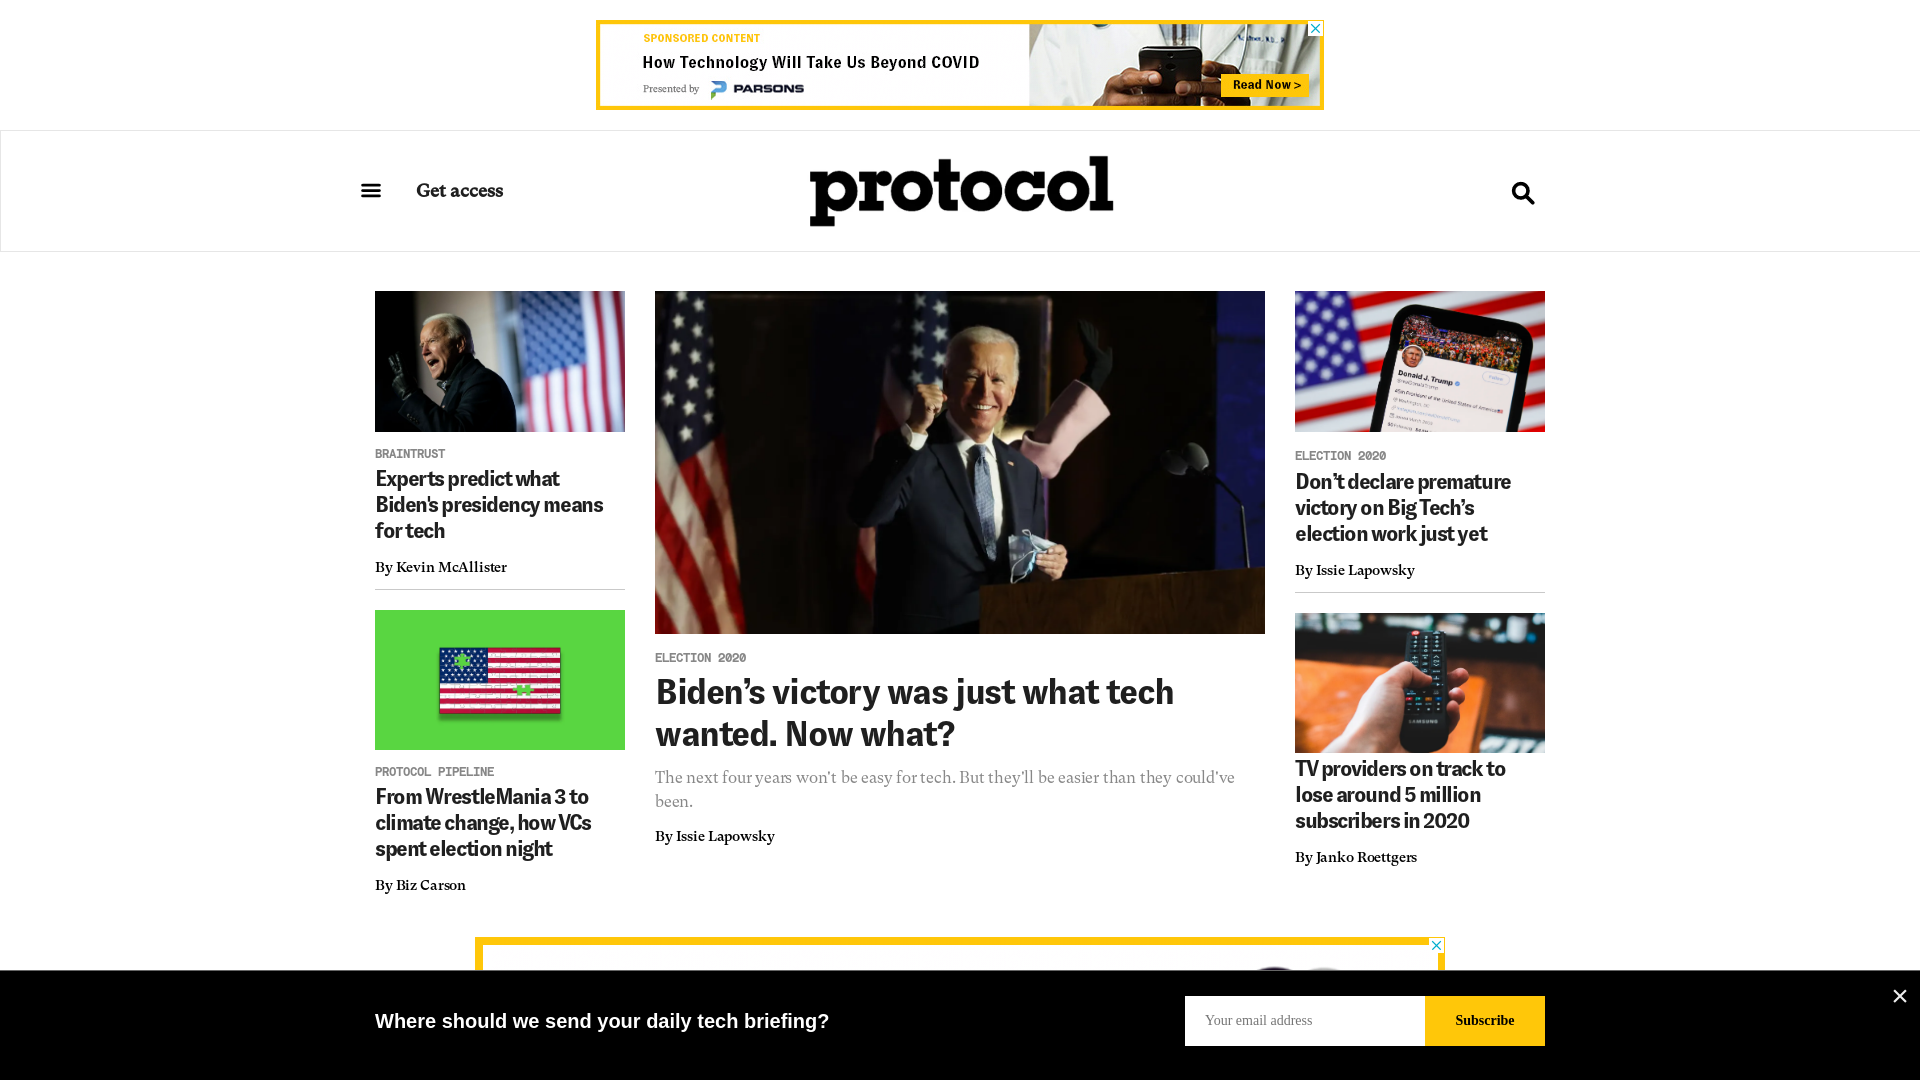 SPONSORED CONTENT
How Technology Will Take Us Beyond COVID
Presented by PARSONS
Read Now >
Get access
protocol
BRAINTRUST
Experts predict what
Biden's presidency means
for tech
By Kevin McAllister
PROTOCOL PIPELINE
From WrestleMania 3 to
climate change, how VCs
spent election night
By Biz Carson
ELECTION 2020
Biden’s victory was just what tech
wanted. Now what?
The next four years won't be easy for tech. But they'll be easier than they could've
been.
By Issie Lapowsky
Donald J. Trump
ELECTION 2020
Don’t declare premature
victory on Big Tech’s
election work just yet
By Issie Lapowsky
SAMSUNG
TV providers on track to
lose around 5 million
subscribers in 2020
By Janko Roettgers
Where should we send your daily tech briefing?
Your email address
Subscribe